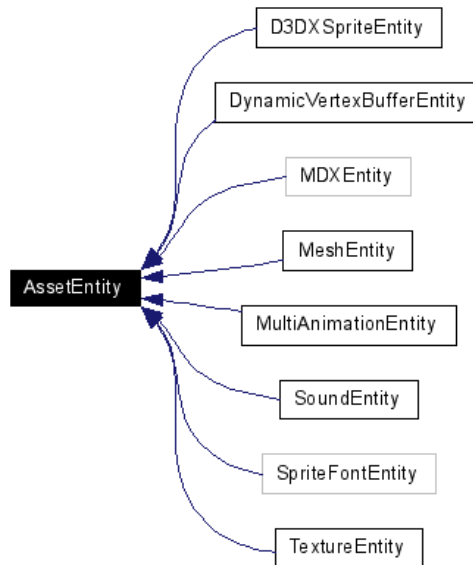 D3DXSpriteEntity
DynamicVertexBufferEntity
MDXEntity
MeshEntity
AssetEntity
MultiAnimationEntity
SoundEntity
SpriteFontEntity
TextureEntity